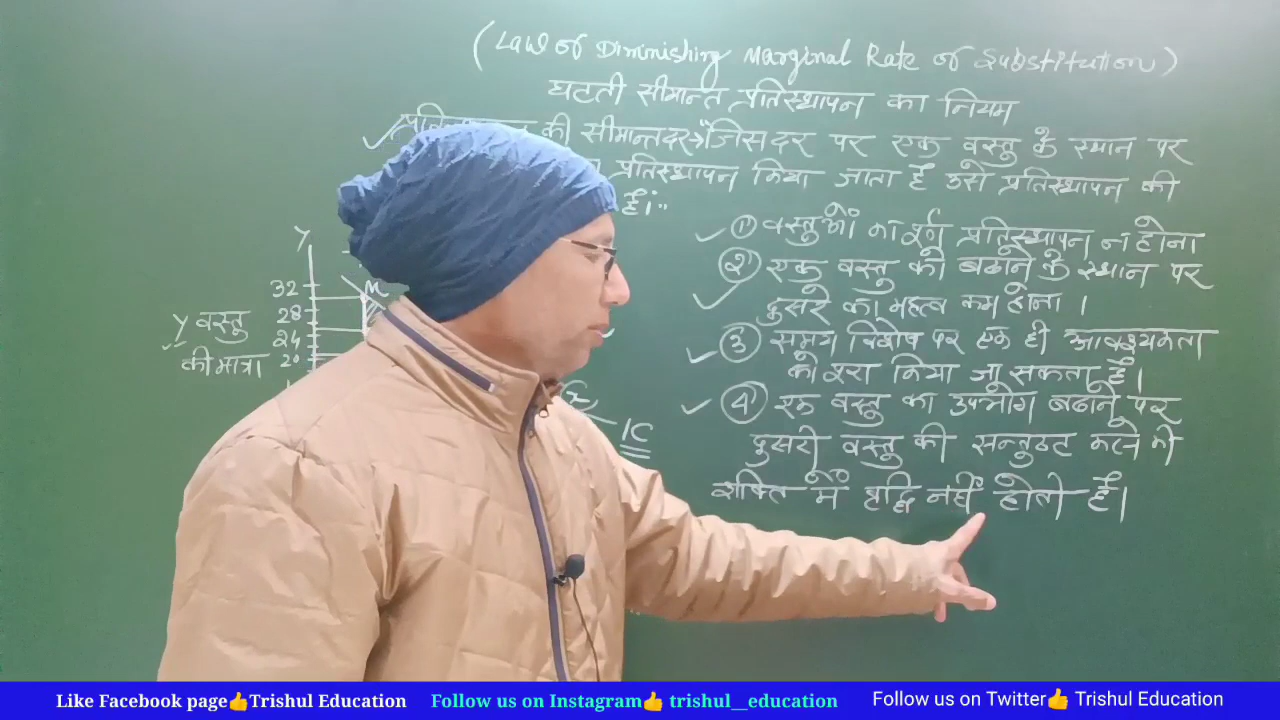 (Law of Diminishing Marginal Rate of Substitution)
घटती सीमान्त प्रतिस्थापन का नियम
की सीमान्तदर→"जिस दर पर एक वस्तु के स्थान पर
प्रतिस्थापन किया जाता है उसे प्रतिस्थापन की
हैं"
① वस्तुओं का पूर्ण प्रतिस्थापन न होना
② एक वस्तु को बढाने के स्थान पर
दुसरे का महत्व कम होना ।
③ समय विशेष पर एक ही आवश्यकता
को पूरा किया जा सकता है ।
④ एक वस्तु का उपभोग बढाने पर
दुसरी वस्तु की सन्तुष्ट करने की
शक्ति में वृद्धि नहीं होती है ।
Y
32
M
28
24
20
Y वस्तु
की मात्रा
IC
Like Facebook page👍Trishul Education
Follow us on Instagram👍 trishul__education
Follow us on Twitter👍 Trishul Education